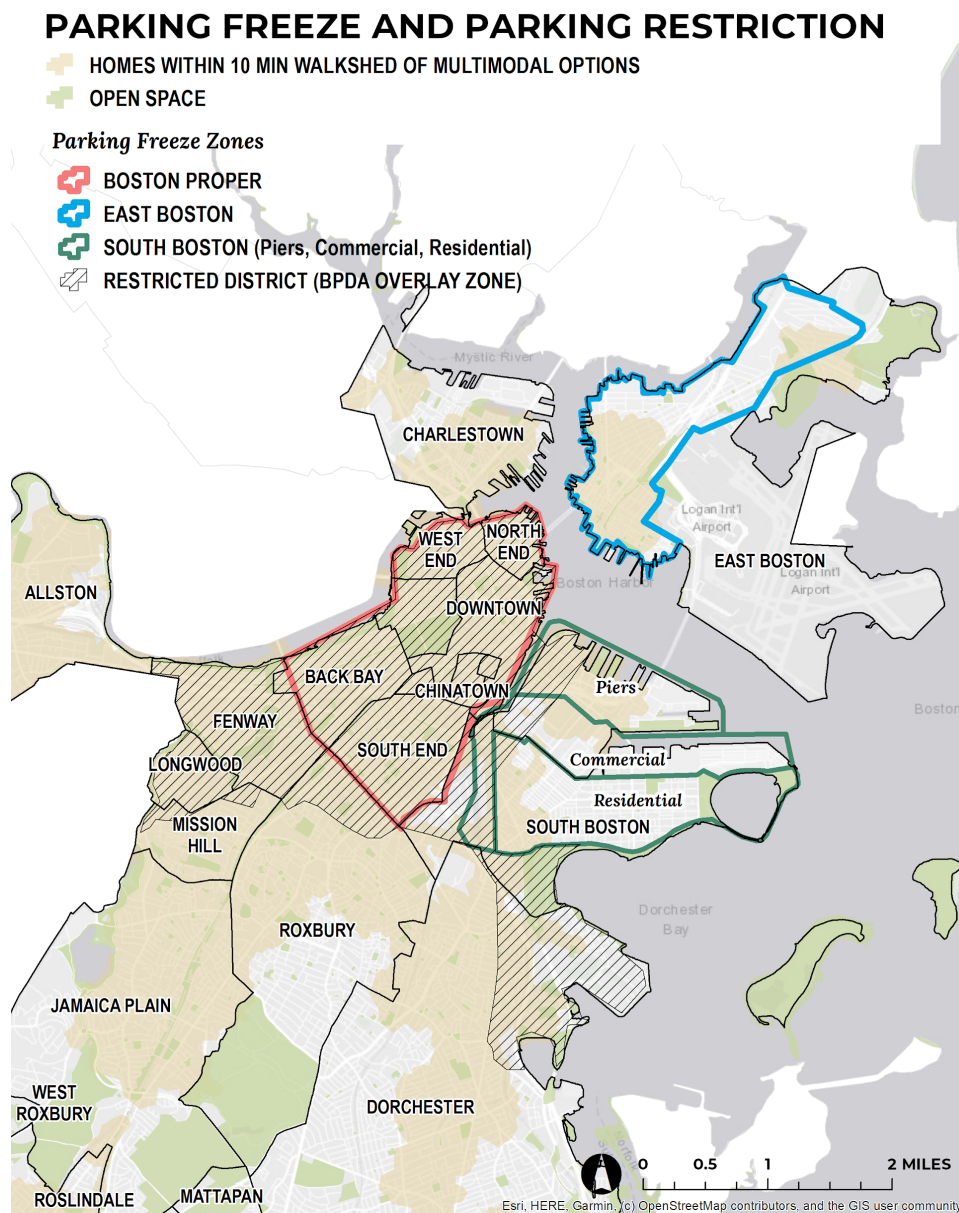 PARKING FREEZE AND PARKING RESTRICTION
HOMES WITHIN 10 MIN WALKSHED OF MULTIMODAL OPTIONS
OPEN SPACE
Parking Freeze Zones
BOSTON PROPER
EAST BOSTON
SOUTH BOSTON (Piers, Commercial, Residential)
RESTRICTED DISTRICT (BPDA OVERLAY ZONE)
Mystic River
CHARLESTOWN
Logan Int'l
Airport
WEST
END
NORTH
END
EAST BOSTON
Logan Int'l
Airport
Boston Harbor
ALLSTON
DOWNTOWN
BACK BAY
CHINATOWN
Piers
Boston
FENWAY
SOUTH END
Commercial
LONGWOOD
Residential
SOUTH BOSTON
MISSION
HILL
Dorchester
Bay
ROXBURY
JAMAICA PLAIN
WEST
ROXBURY
DORCHESTER
ROSLINDALE
MATTAPAN
0 0.5 1 2 MILES
Esri, HERE, Garmin, (c) OpenStreetMap contributors, and the GIS user community